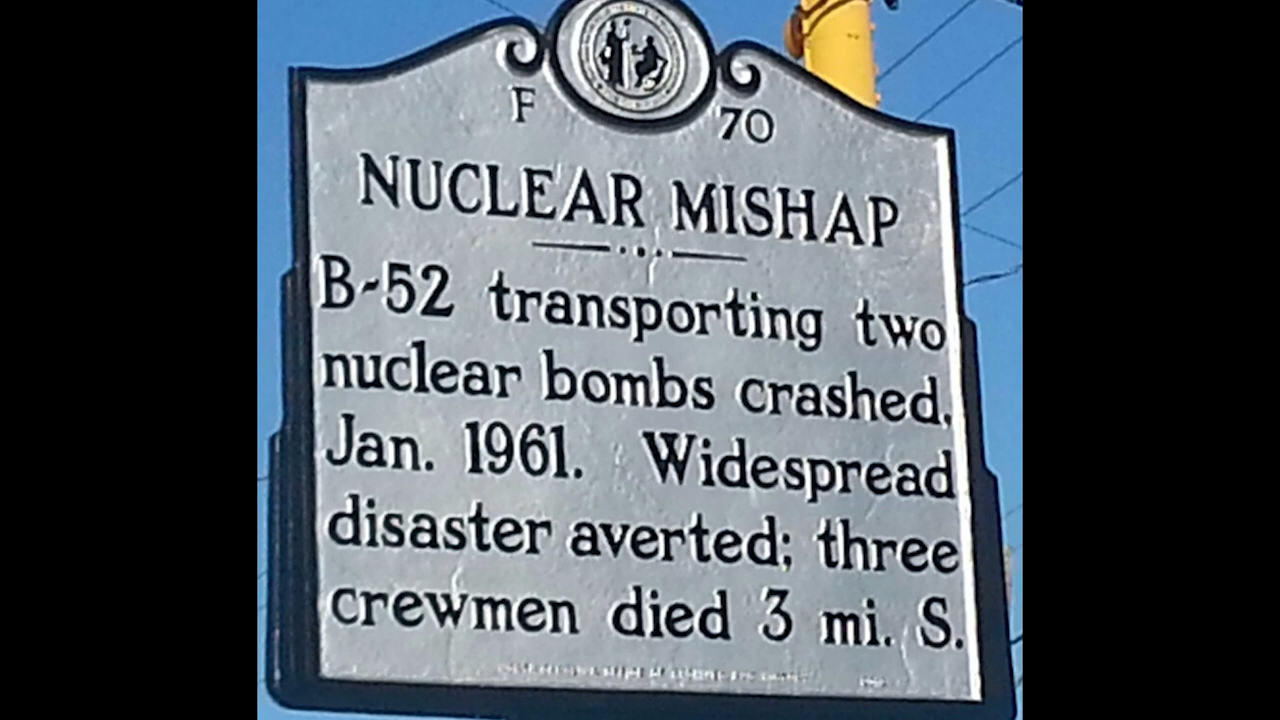 F 70
NUCLEAR MISHAP
B-52 transporting two
nuclear bombs crashed,
Jan. 1961. Widespread
disaster averted; three
crewmen died 3 mi. S.